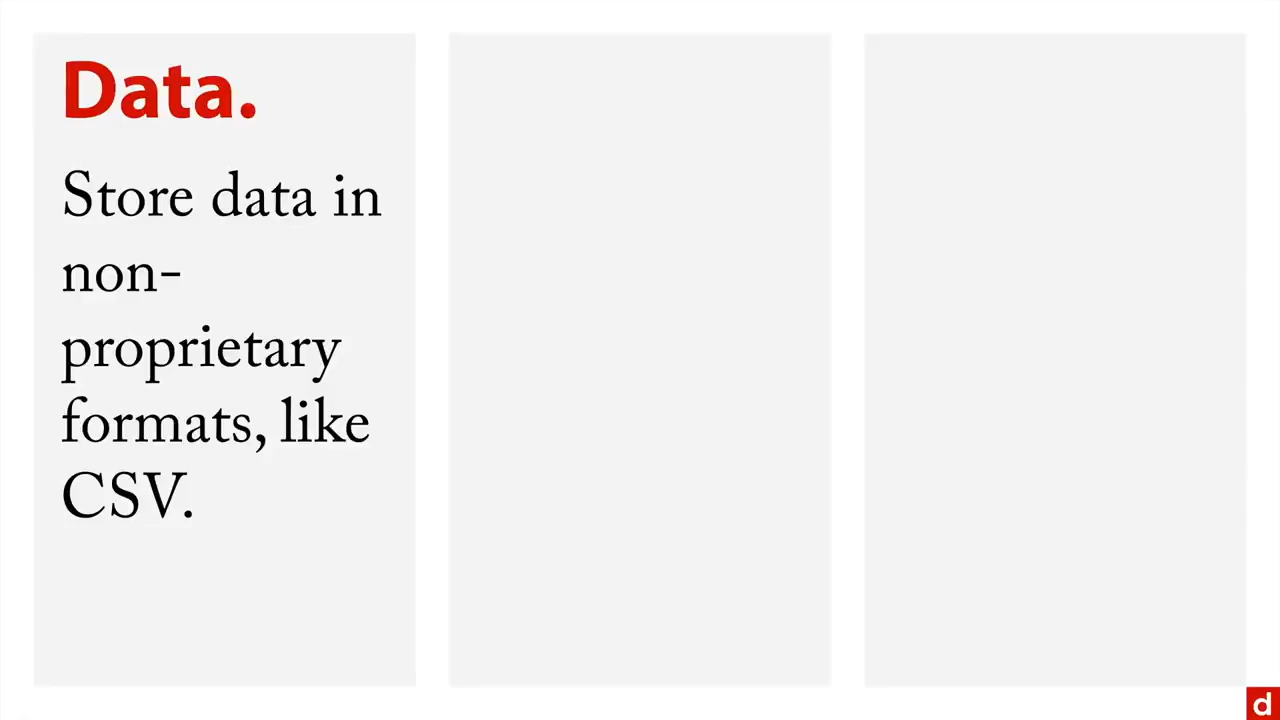 Data.
Store data in
non-
proprietary
formats, like
CSV.
d